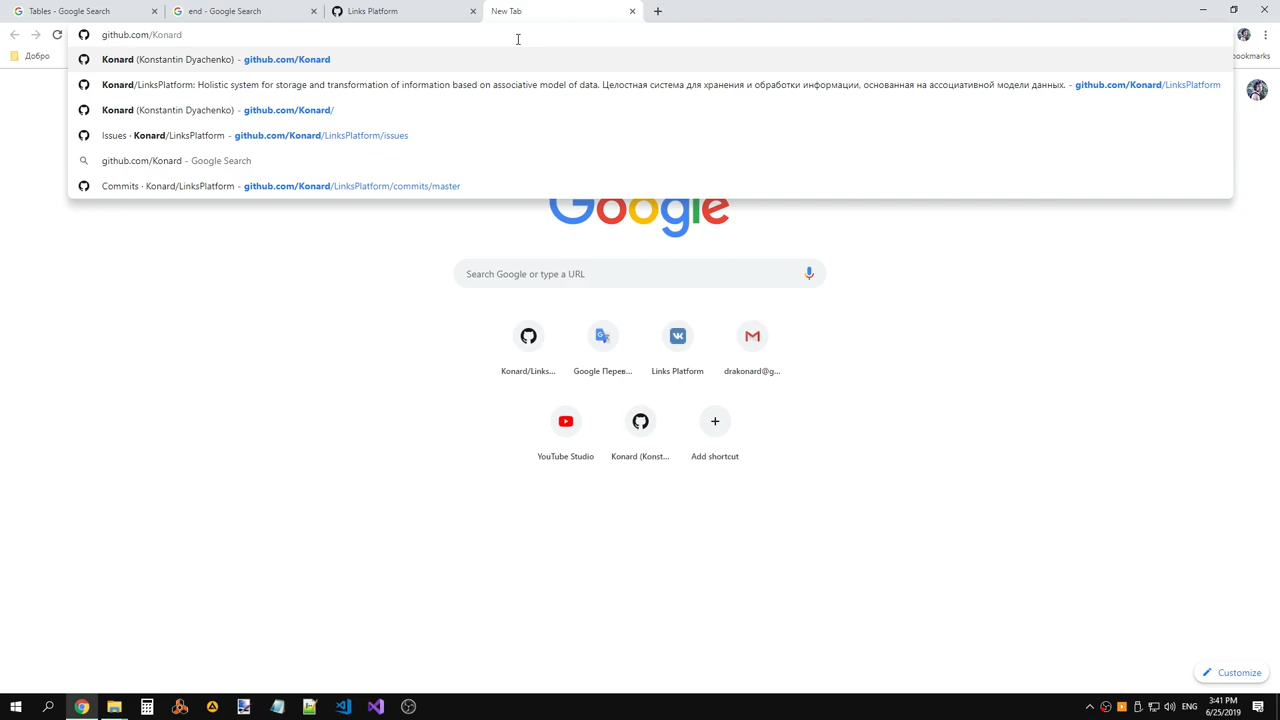 Tables - Google Search
end - Google Search
Links Platform
New Tab
github.com/Konard
Добро
bookmarks
Konard (Konstantin Dyachenko) - github.com/Konard
Konard/LinksPlatform: Holistic system for storage and transformation of information based on associative model of data. Целостная система для хранения и обработки информации, основанная на ассоциативной модели данных. - github.com/Konard/LinksPlatform
Konard (Konstantin Dyachenko) - github.com/Konard/
Issues · Konard/LinksPlatform - github.com/Konard/LinksPlatform/issues
github.com/Konard - Google Search
Commits · Konard/LinksPlatform - github.com/Konard/LinksPlatform/commits/master
Google
Search Google or type a URL
Konard/Links...
Google Перев...
Links Platform
drakonard@g...
YouTube Studio
Konard (Konst...
Add shortcut
Customize
ENG
3:41 PM
6/25/2019